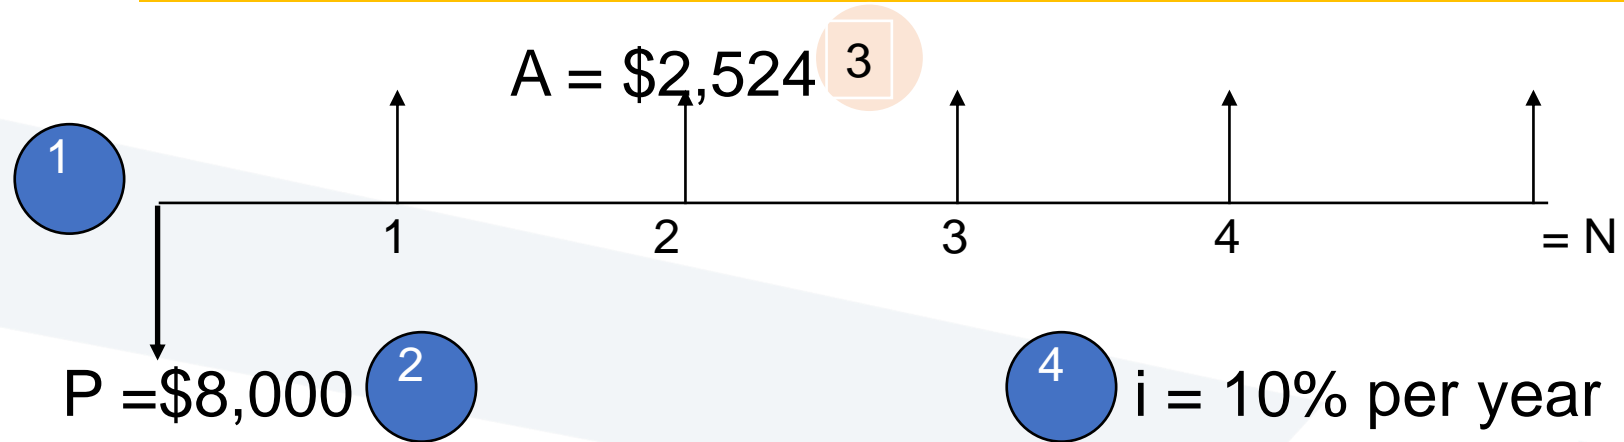 A = $2,524 3
1
1 2 3 4 = N
P =$8,000 2
4 i = 10% per year